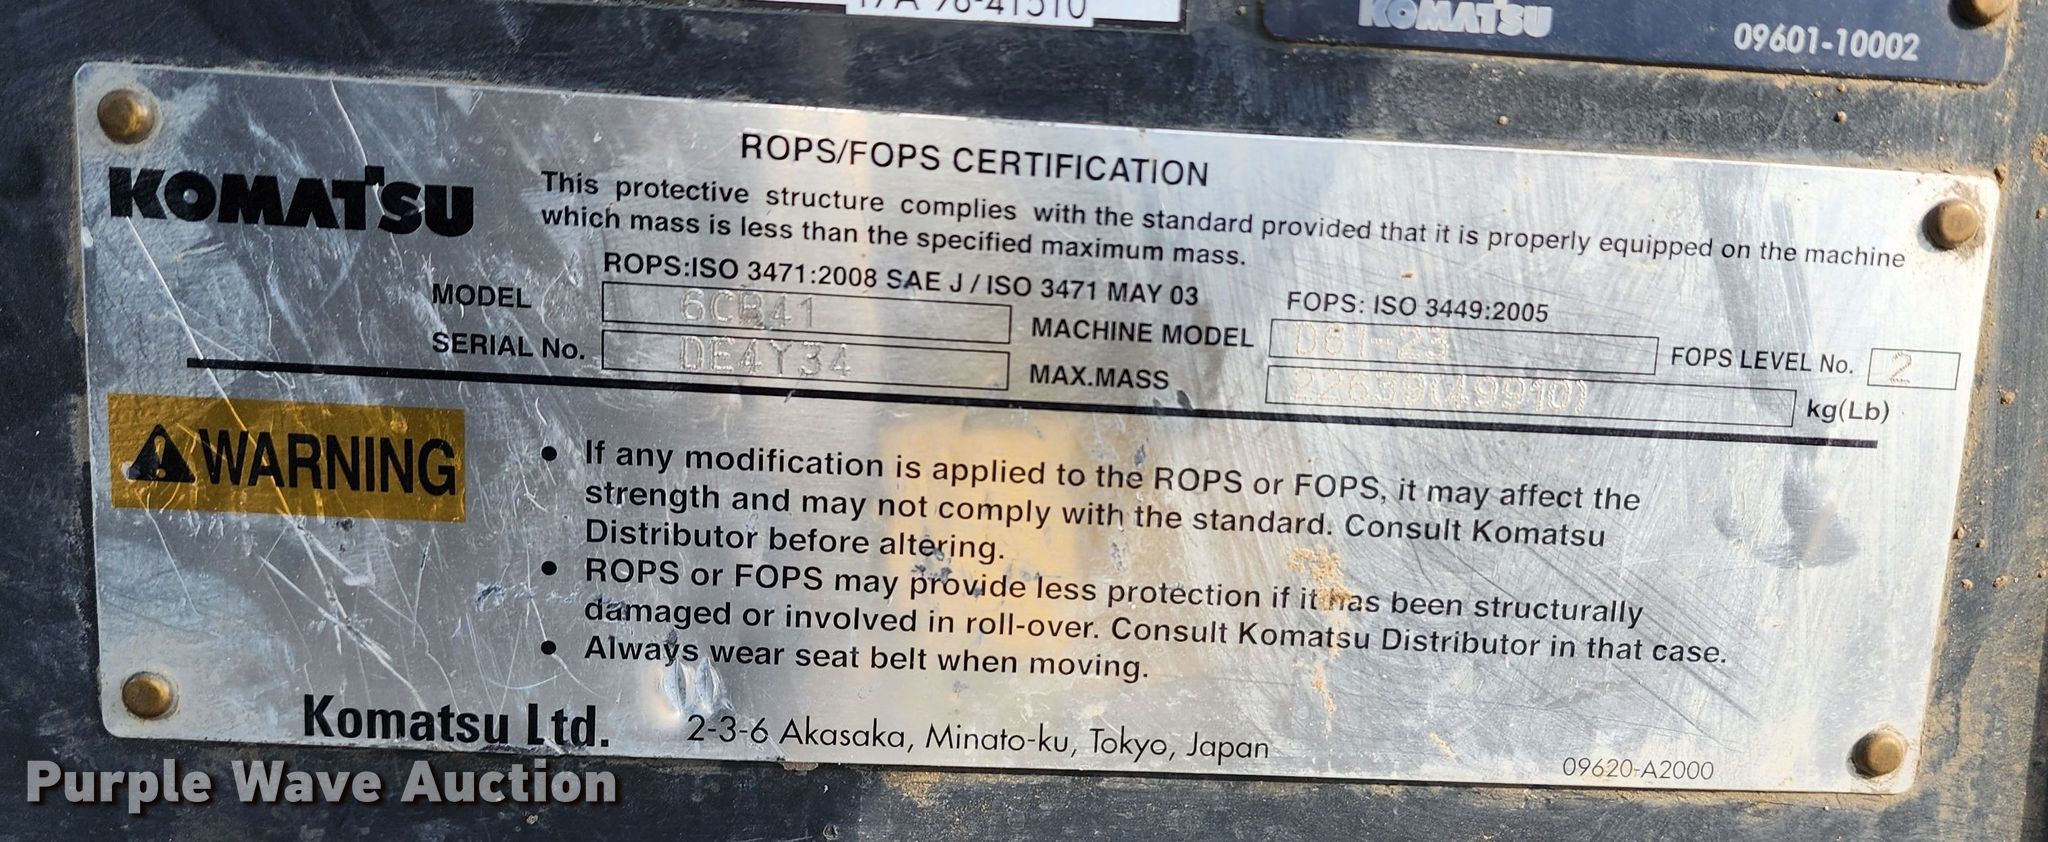 KOMATSU
09601-10002
ROPS/FOPS CERTIFICATION
KOMATSU
This protective structure complies with the standard provided that it is properly equipped on the machine
which mass is less than the specified maximum mass.
ROPS:ISO 3471:2008 SAE J / ISO 3471 MAY 03
FOPS: ISO 3449:2005
MODEL 6CB41
MACHINE MODEL D61-23
FOPS LEVEL No. 2
SERIAL No. DE4Y34
MAX.MASS 22639(49910) kg(Lb)
WARNING
• If any modification is applied to the ROPS or FOPS, it may affect the
strength and may not comply with the standard. Consult Komatsu
Distributor before altering.
• ROPS or FOPS may provide less protection if it has been structurally
damaged or involved in roll-over. Consult Komatsu Distributor in that case.
• Always wear seat belt when moving.
Komatsu Ltd. 2-3-6 Akasaka, Minato-ku, Tokyo, Japan
09620-A2000
Purple Wave Auction